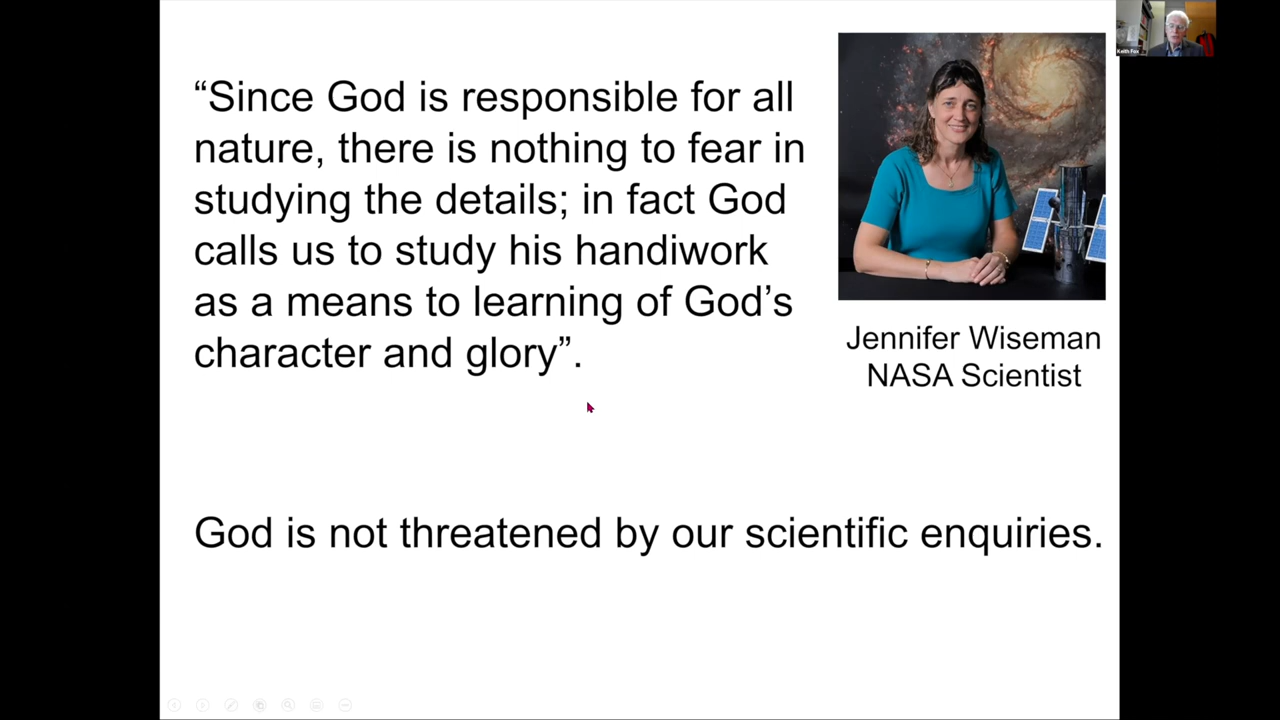 “Since God is responsible for all
nature, there is nothing to fear in
studying the details; in fact God
calls us to study his handiwork
as a means to learning of God’s
character and glory”.
Jennifer Wiseman
NASA Scientist
God is not threatened by our scientific enquiries.
Keith Fox